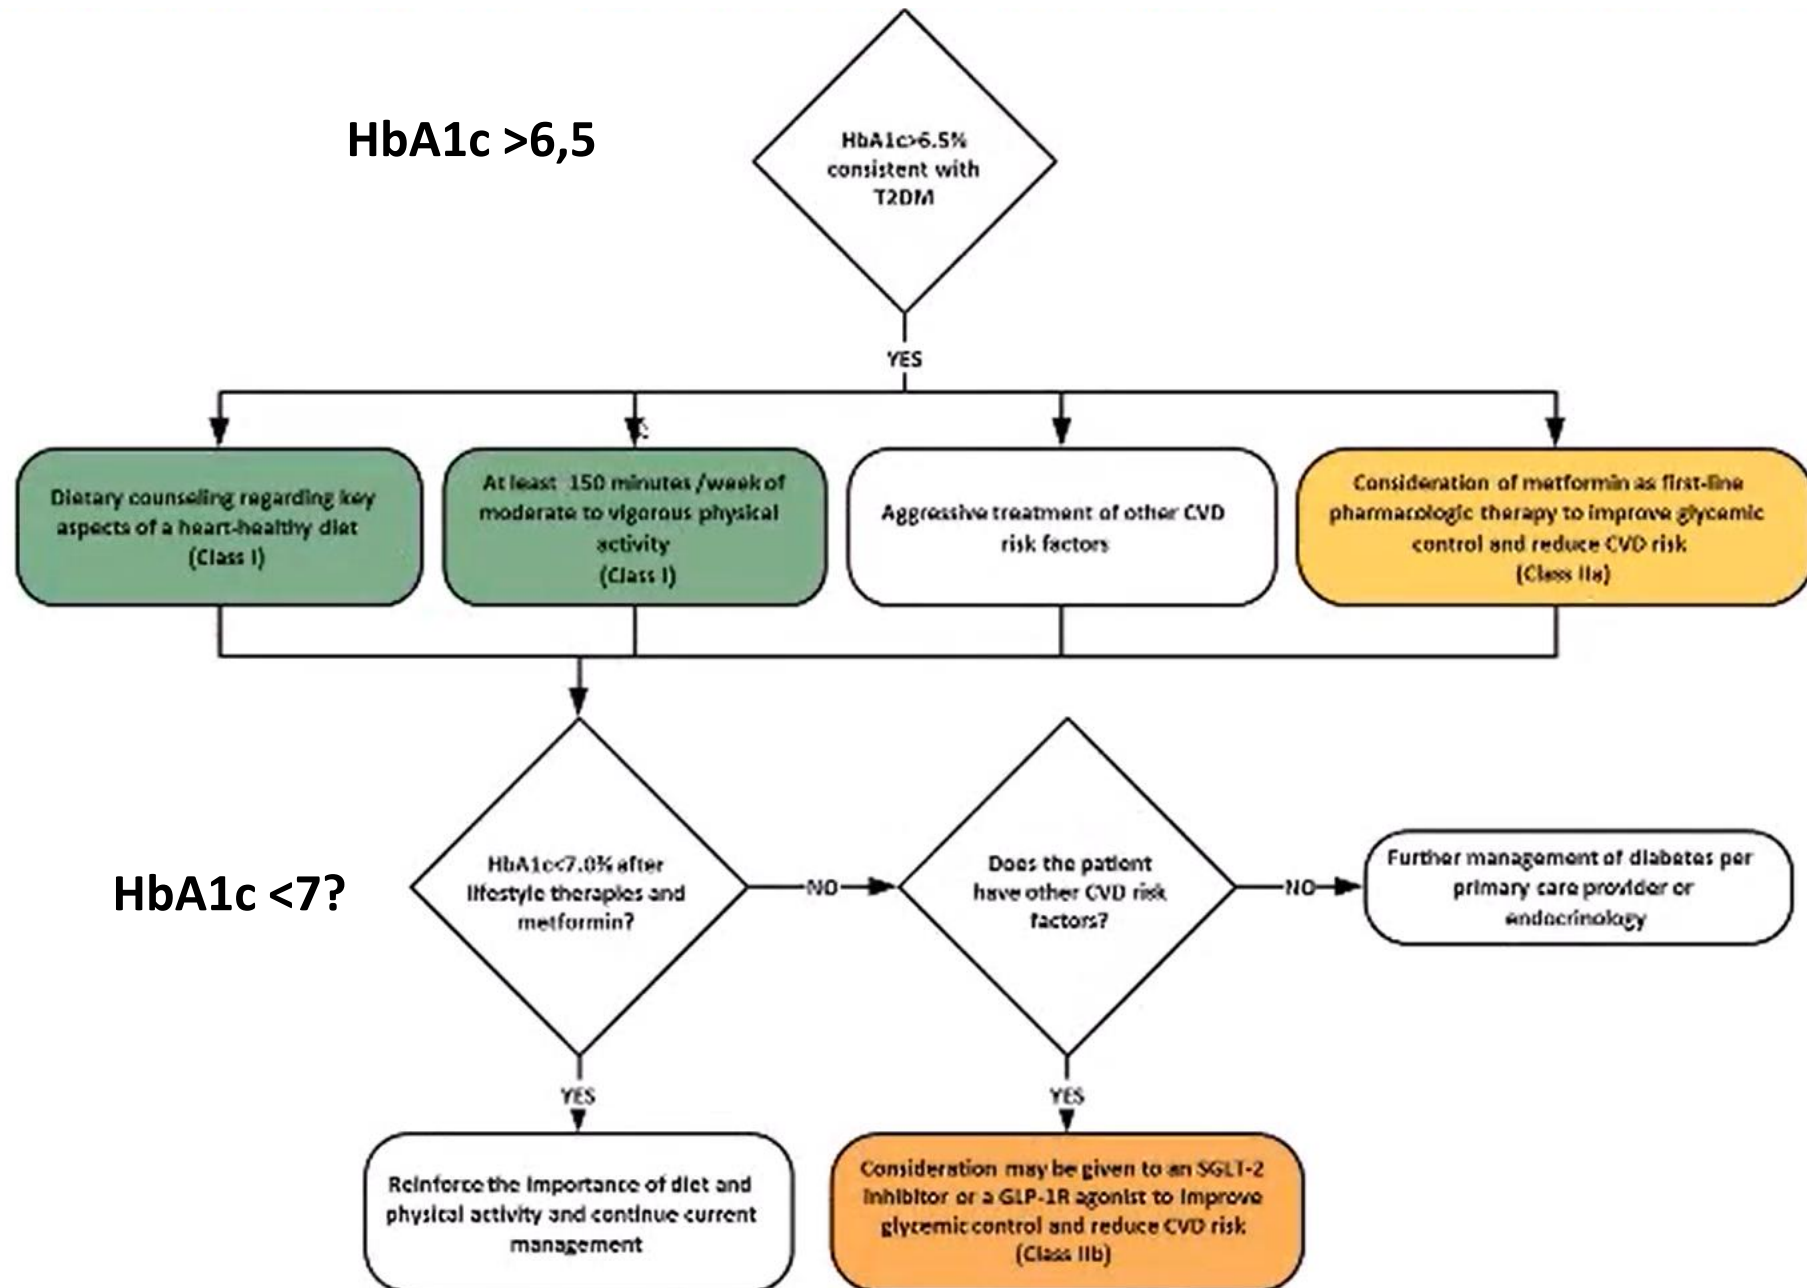 HbA1c >6,5
HbA1c>6.5%
consistent with
T2DM
YES
Dietary counseling regarding key
aspects of a heart-healthy diet
(Class I)
At least 150 minutes /week of
moderate to vigorous physical
activity
(Class I)
Aggressive treatment of other CVD
risk factors
Consideration of metformin as first-line
pharmacologic therapy to improve glycemic
control and reduce CVD risk
(Class IIa)
HbA1c <7?
HbA1c<7.0% after
lifestyle therapies and
metformin?
NO
Does the patient
have other CVD risk
factors?
NO
Further management of diabetes per
primary care provider or
endocrinology
YES
YES
Reinforce the importance of diet and
physical activity and continue current
management
Consideration may be given to an SGLT-2
inhibitor or a GLP-1R agonist to improve
glycemic control and reduce CVD risk
(Class IIb)